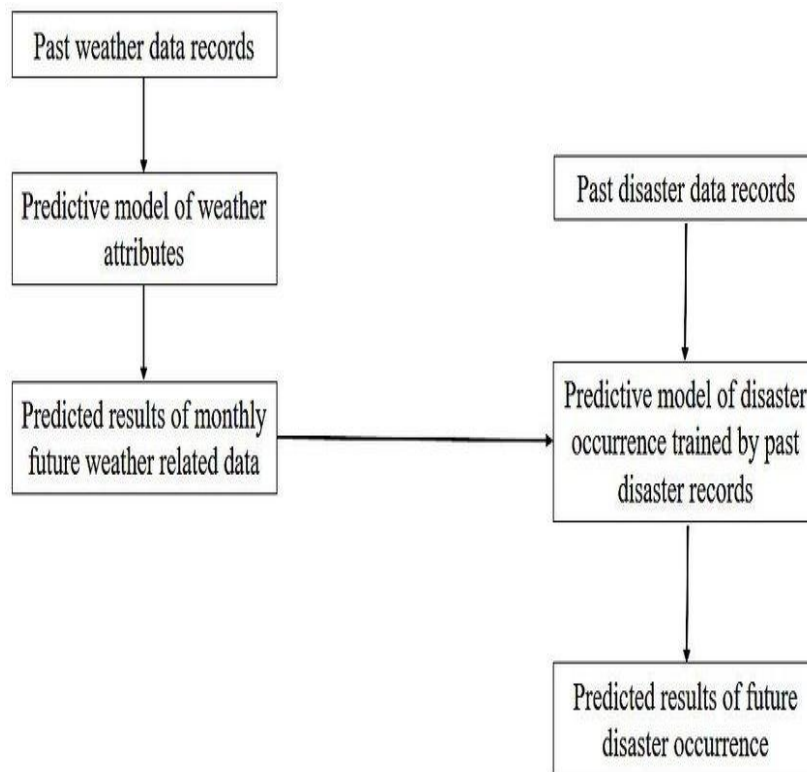 Past weather data records
Predictive model of weather
attributes
Predicted results of monthly
future weather related data
Past disaster data records
Predictive model of disaster
occurrence trained by past
disaster records
Predicted results of future
disaster occurrence